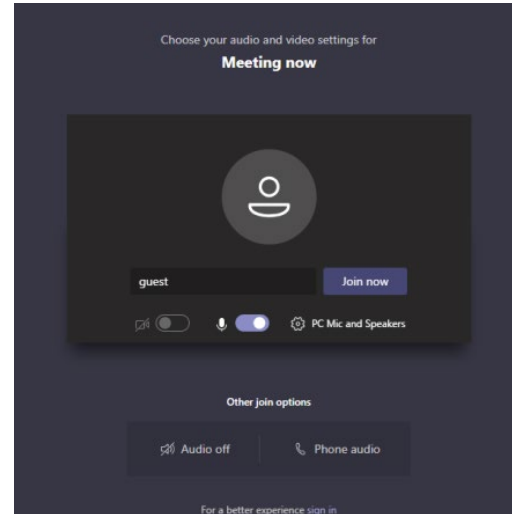 Choose your audio and video settings for
Meeting now
guest
Join now
PC Mic and Speakers
Other join options
Audio off
Phone audio
For a better experience sign in